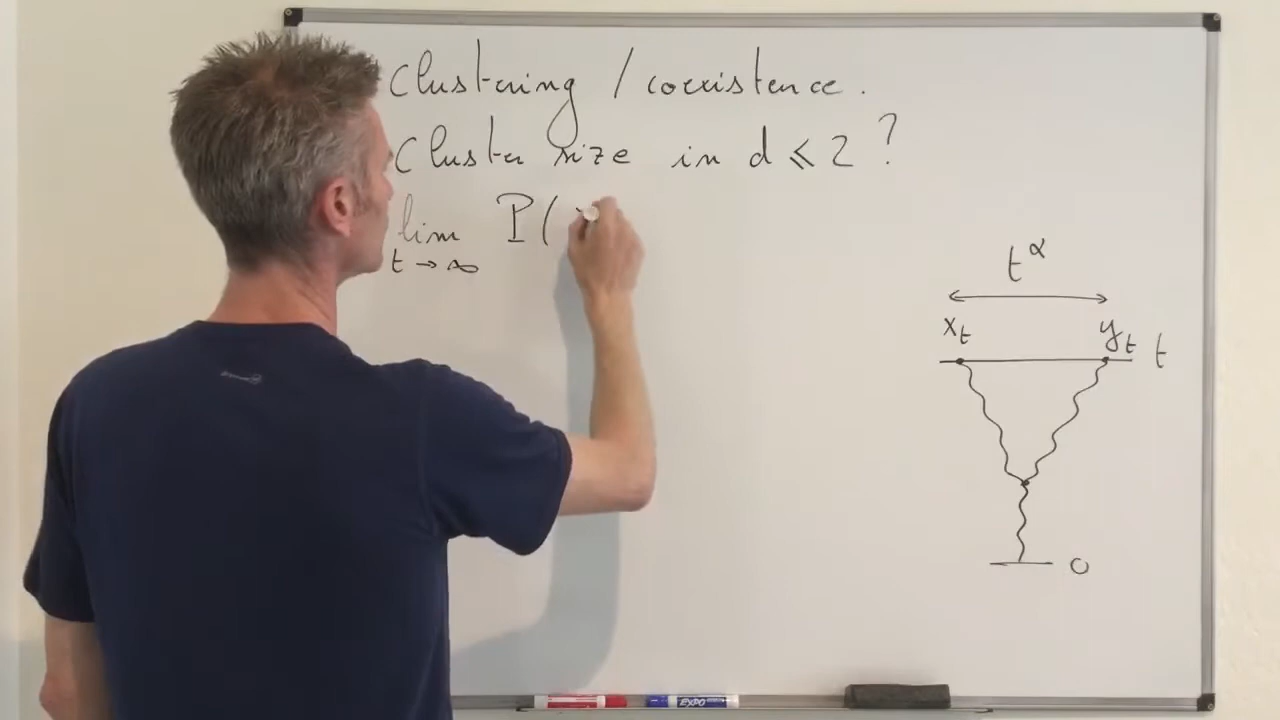 Clustering / coexistence.
Cluster size in d ⩽ 2 ?
lim P(
t → ∞
t^α
x_t y_t t
0
EXPO